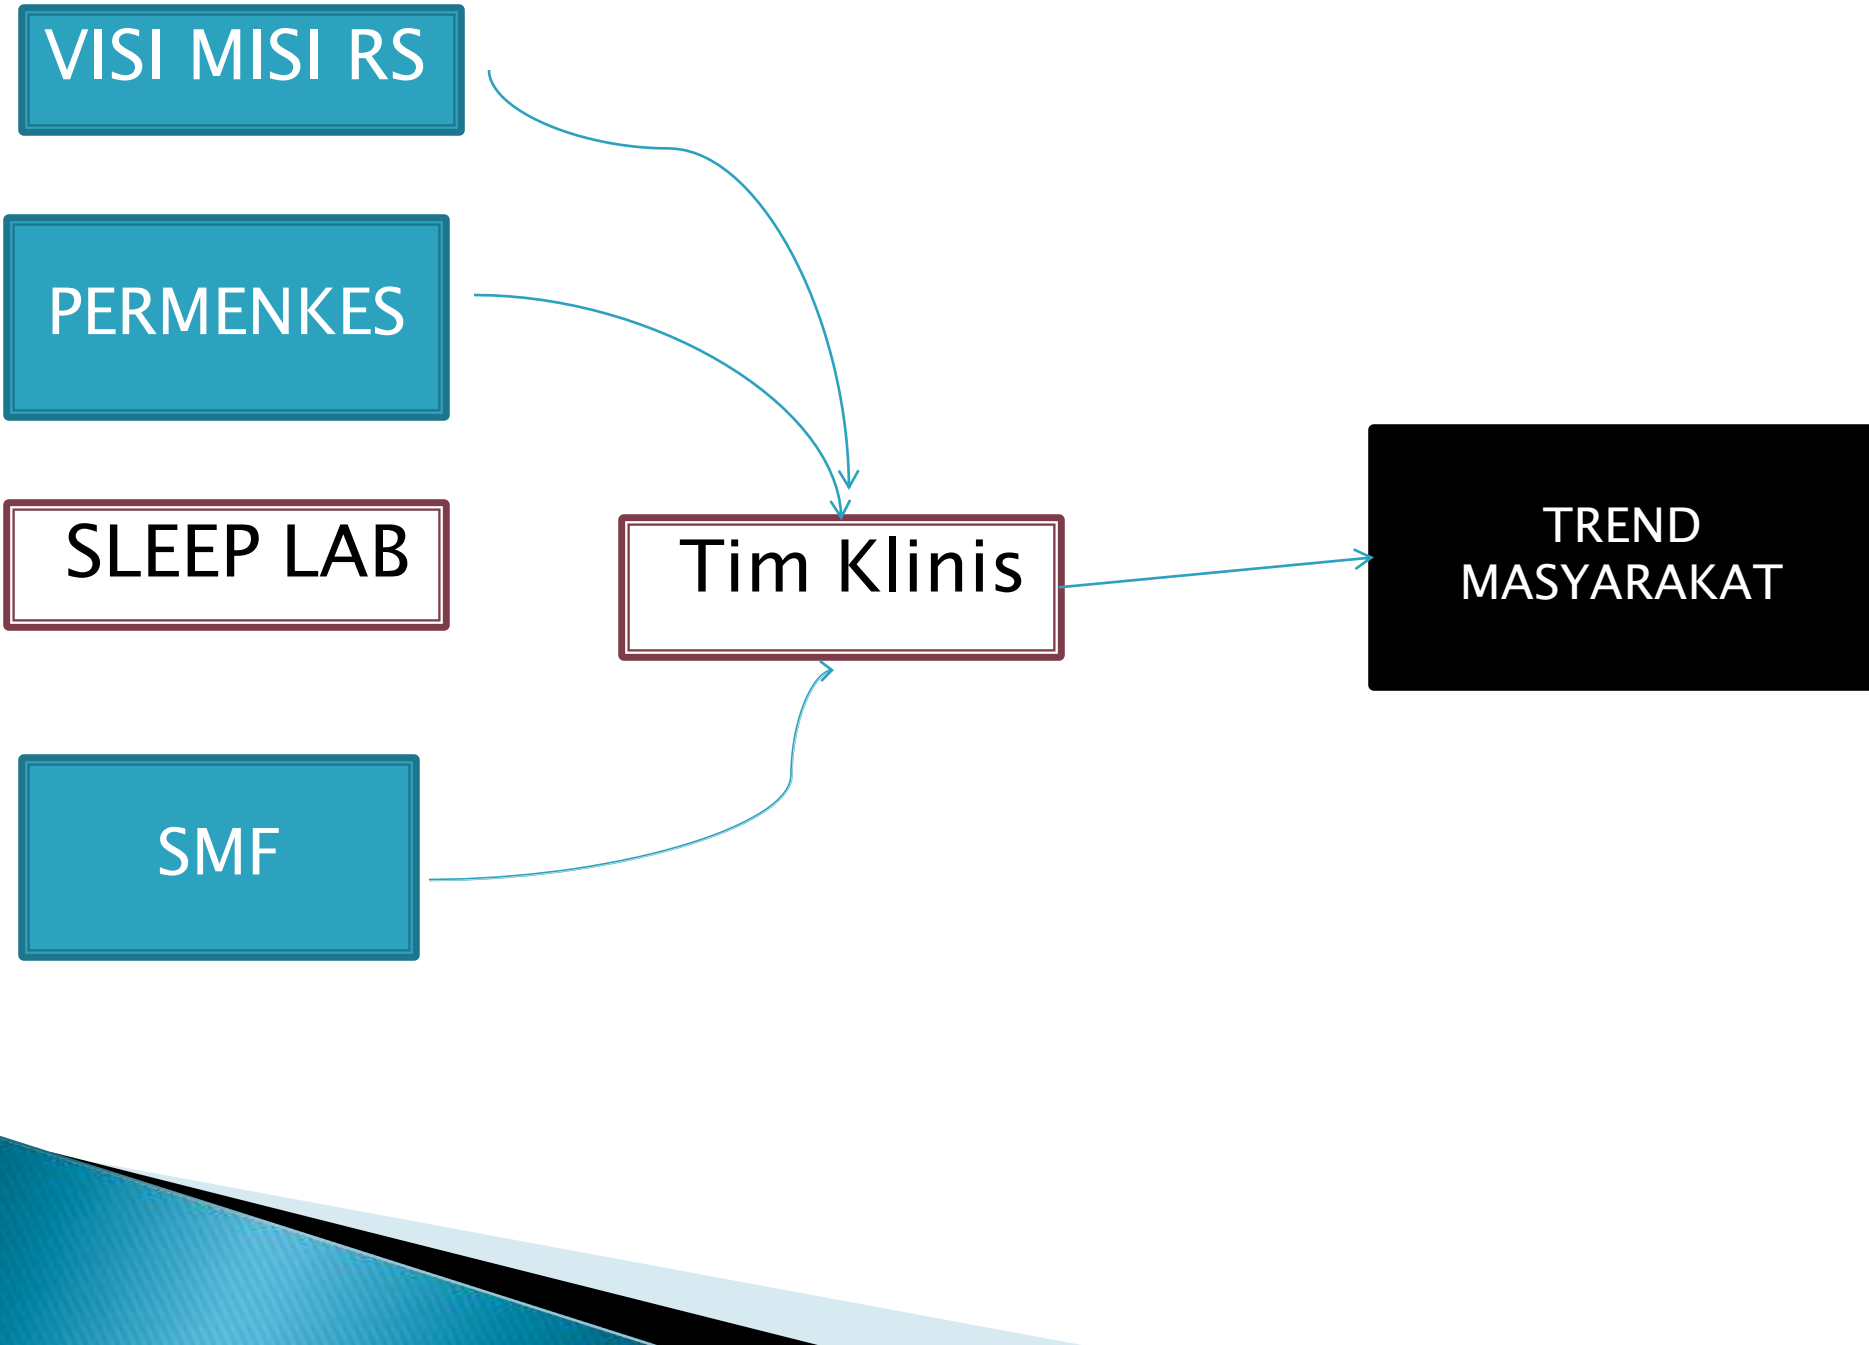 VISI MISI RS
PERMENKES
SLEEP LAB
Tim Klinis
TREND
MASYARAKAT
SMF